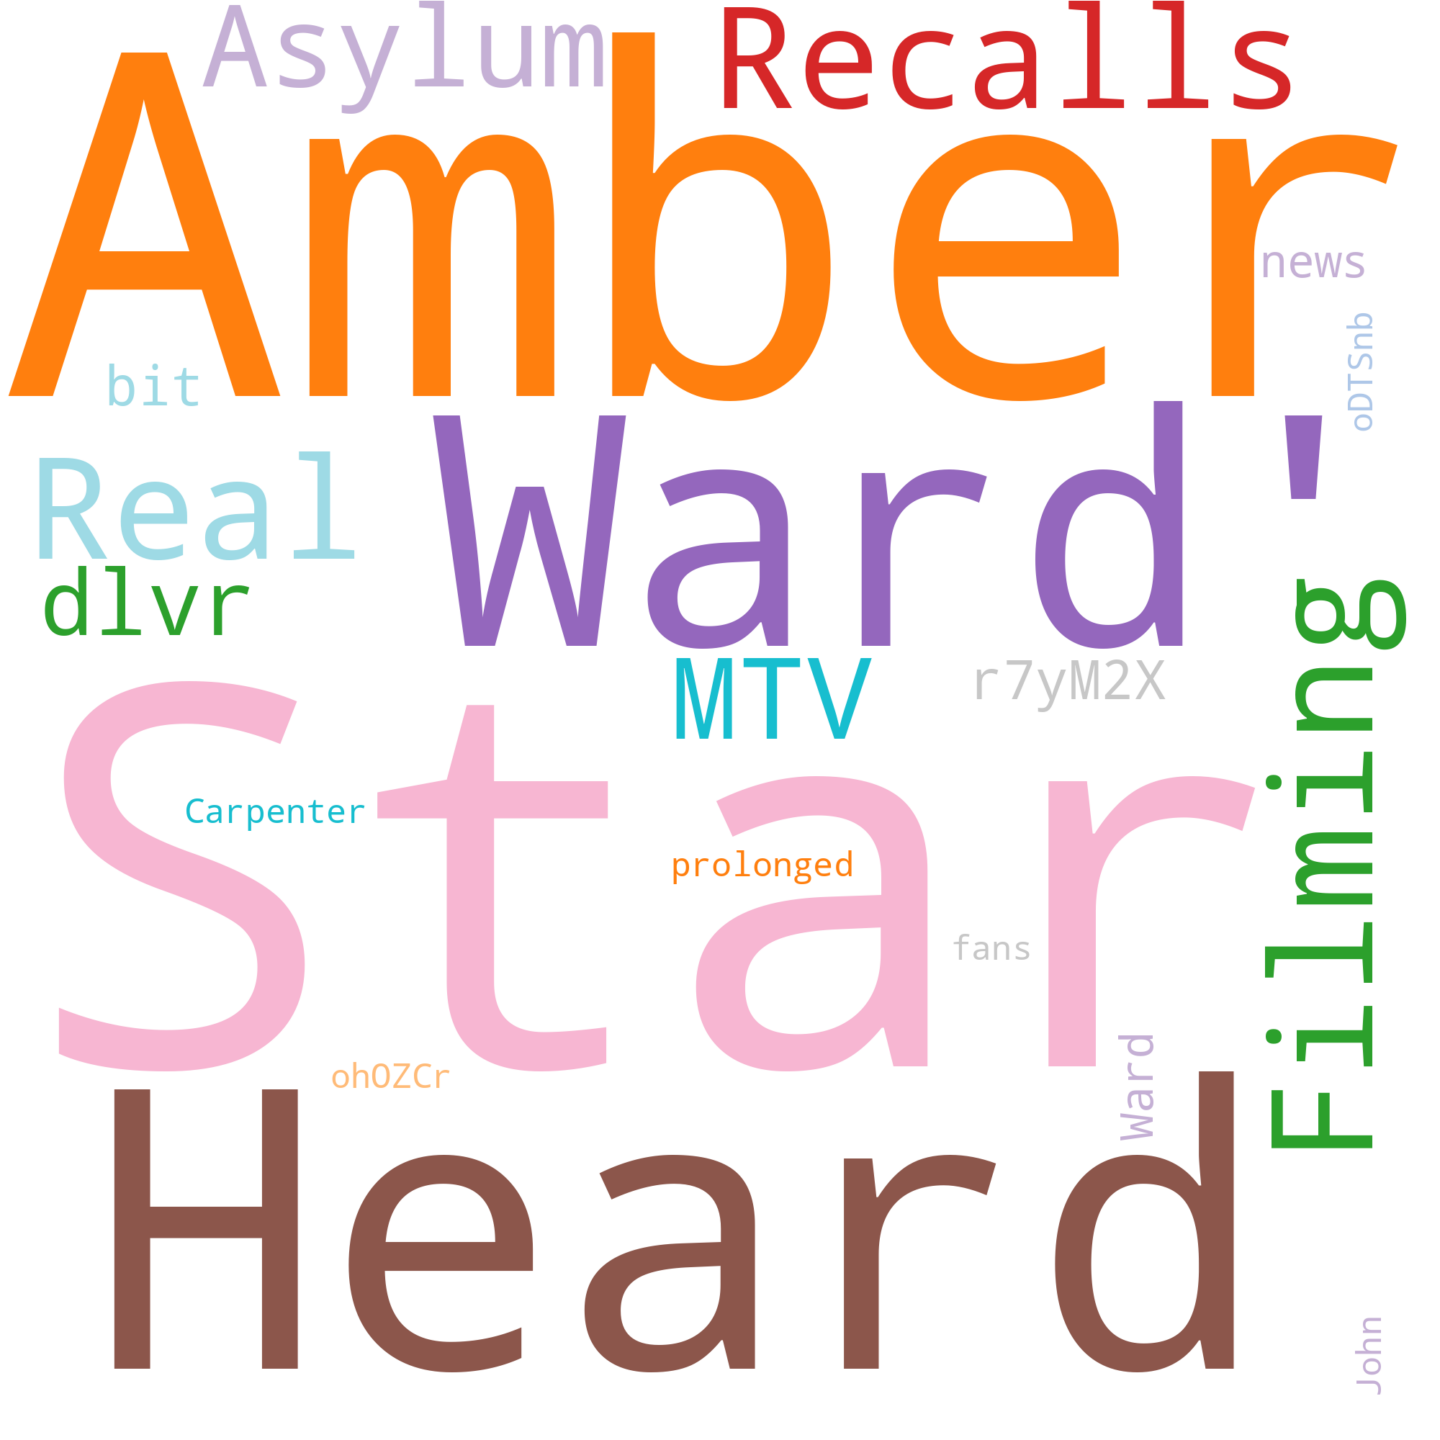 Asylum
Recalls
Amber
news
oDTSnb
bit
Ward'
Real
dlvr
MTV
r7yM2X
Filming
Star
Carpenter
prolonged
fans
ohOZCr
Ward
Heard
John